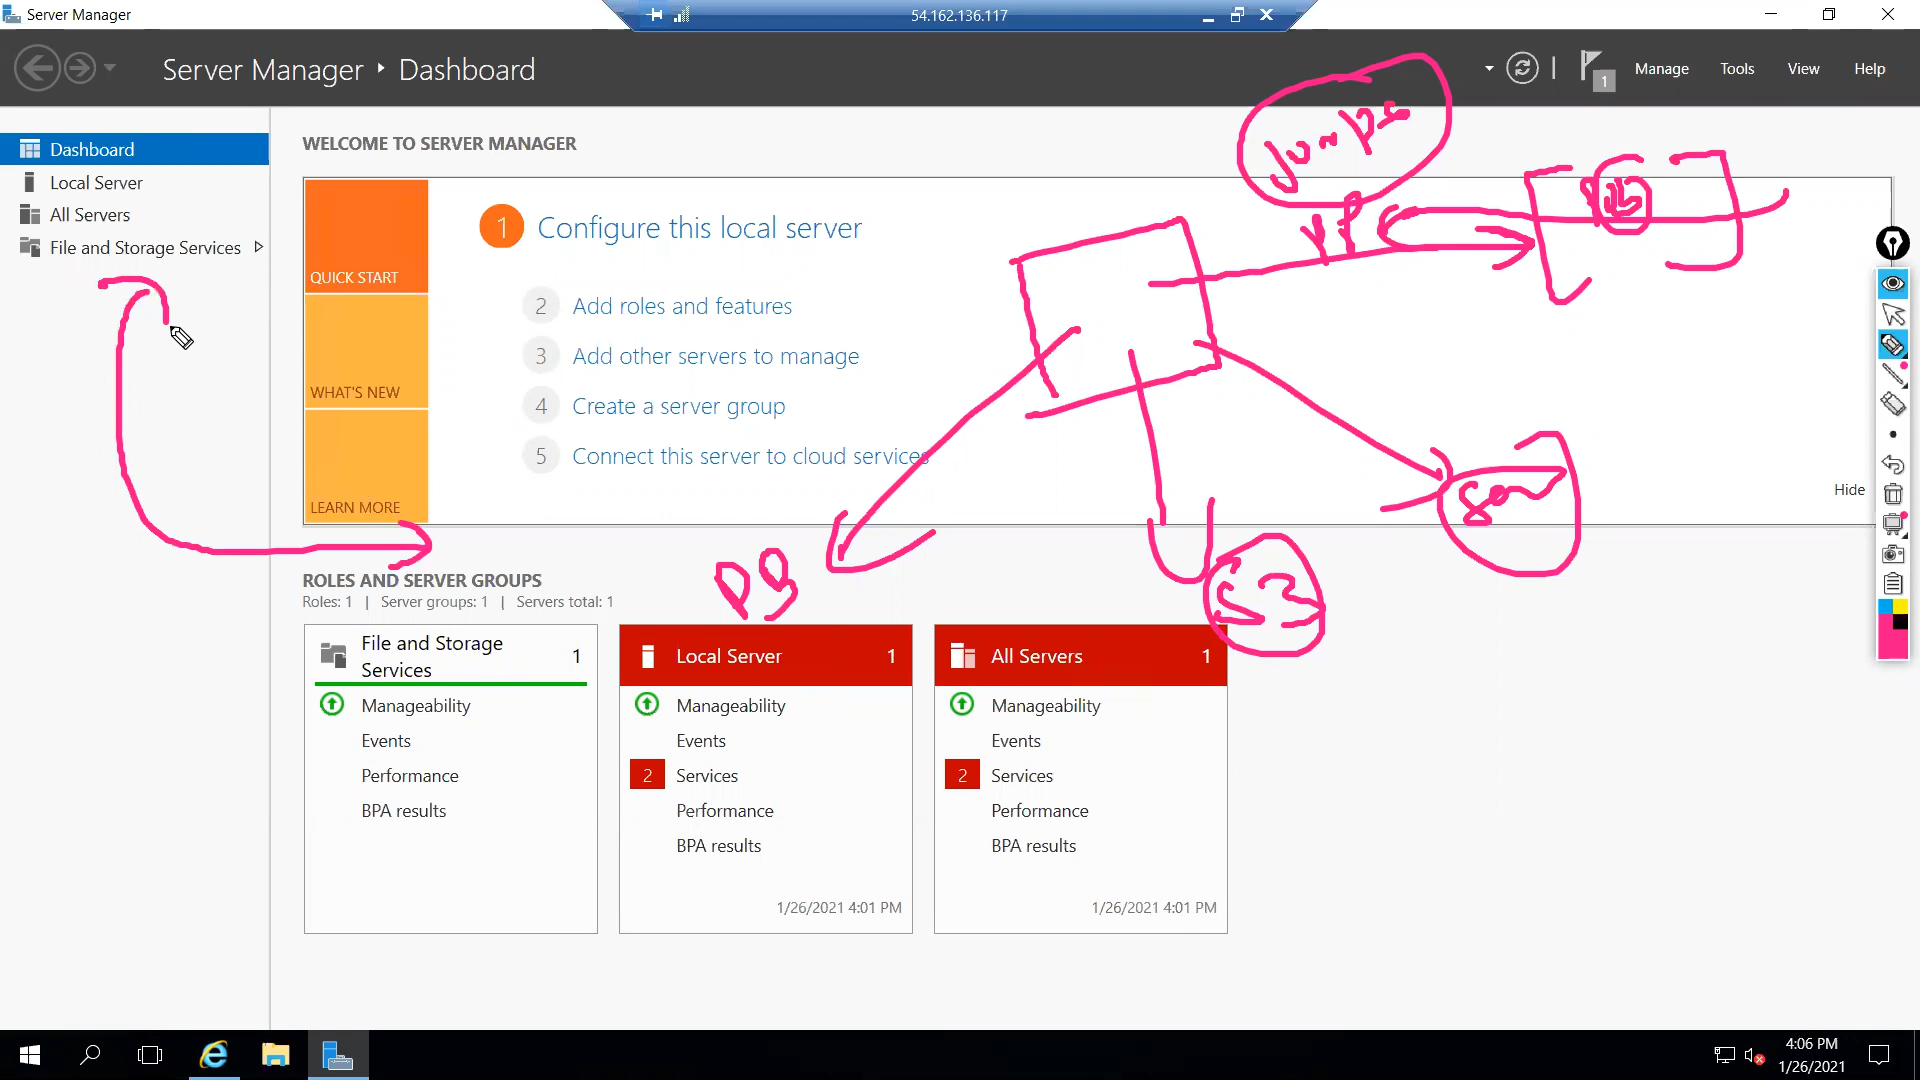 Server Manager
54.162.136.117
Server Manager Dashboard
1
Manage Tools View Help
Dashboard
Local Server
All Servers
File and Storage Services
WELCOME TO SERVER MANAGER
QUICK START
WHAT'S NEW
LEARN MORE
1 Configure this local server
2 Add roles and features
3 Add other servers to manage
4 Create a server group
5 Connect this server to cloud services
Hide
DB
ROLES AND SERVER GROUPS
Roles: 1 | Server groups: 1 | Servers total: 1
File and Storage Services 1
Manageability
Events
Performance
BPA results
Local Server 1
Manageability
Events
2 Services
Performance
BPA results
1/26/2021 4:01 PM
All Servers 1
Manageability
Events
2 Services
Performance
BPA results
1/26/2021 4:01 PM
4:06 PM
1/26/2021